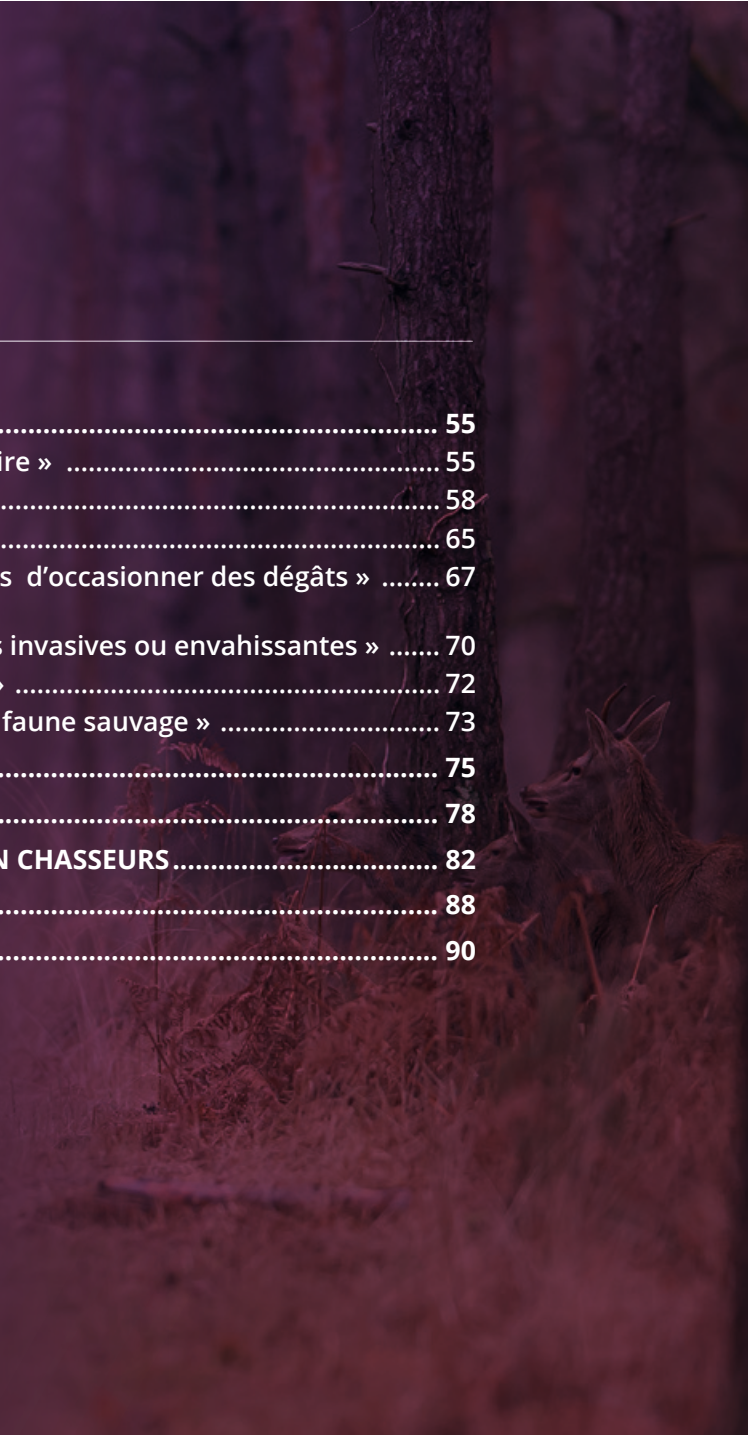 ........................................................... 55
ire » .................................................. 55
........................................................... 58
........................................................... 65
s d’occasionner des dégâts » ........ 67
s invasives ou envahissantes » ....... 70
» ......................................................... 72
faune sauvage » .............................. 73
........................................................... 75
........................................................... 78
N CHASSEURS.................................... 82
........................................................... 88
........................................................... 90